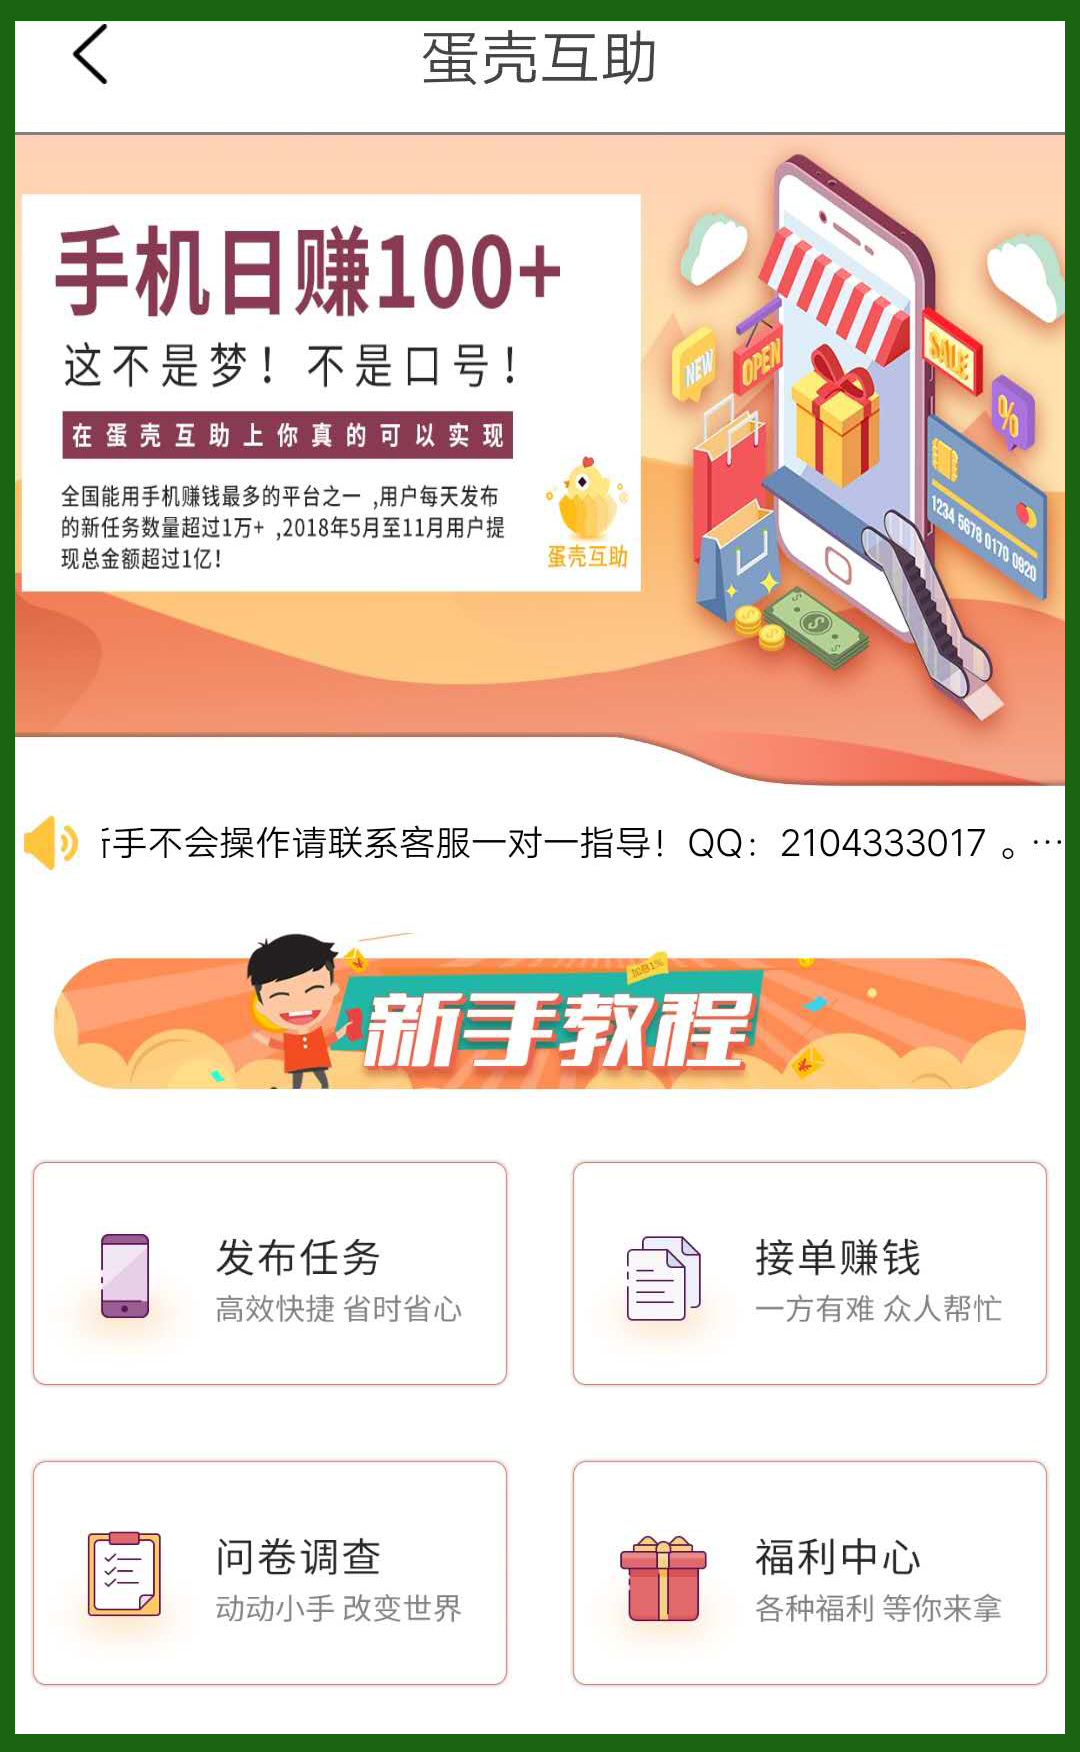 蛋壳互助
手机日赚100+
这不是梦！不是口号！
在蛋壳互助上你真的可以实现
全国能用手机赚钱最多的平台之一 ,用户每天发布
的新任务数量超过1万+ ,2018年5月至11月用户提
现总金额超过1亿！
蛋壳互助
NEW
OPEN
SALE
%
1234 5678 0170 0920
手不会操作请联系客服一对一指导！QQ：2104333017 。…
加息1%
新手教程
发布任务
高效快捷 省时省心
接单赚钱
一方有难 众人帮忙
问卷调查
动动小手 改变世界
福利中心
各种福利 等你来拿